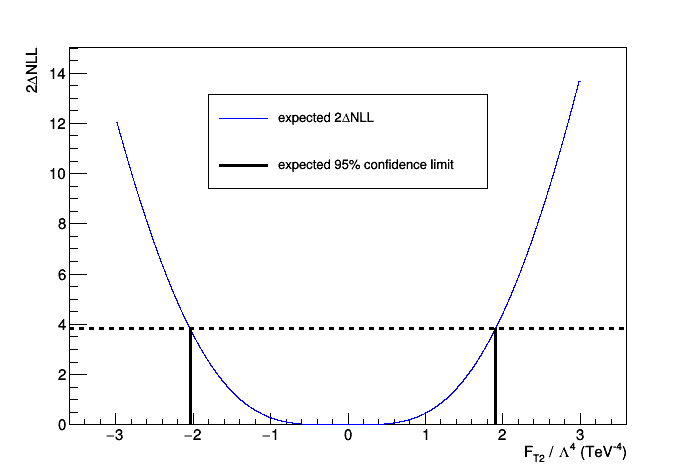 2ΔNLL
14
12
10
8
6
4
2
0
expected 2ΔNLL
expected 95% confidence limit
−3 −2 −1 0 1 2 3
F_T2 / Λ^4 (TeV^-4)